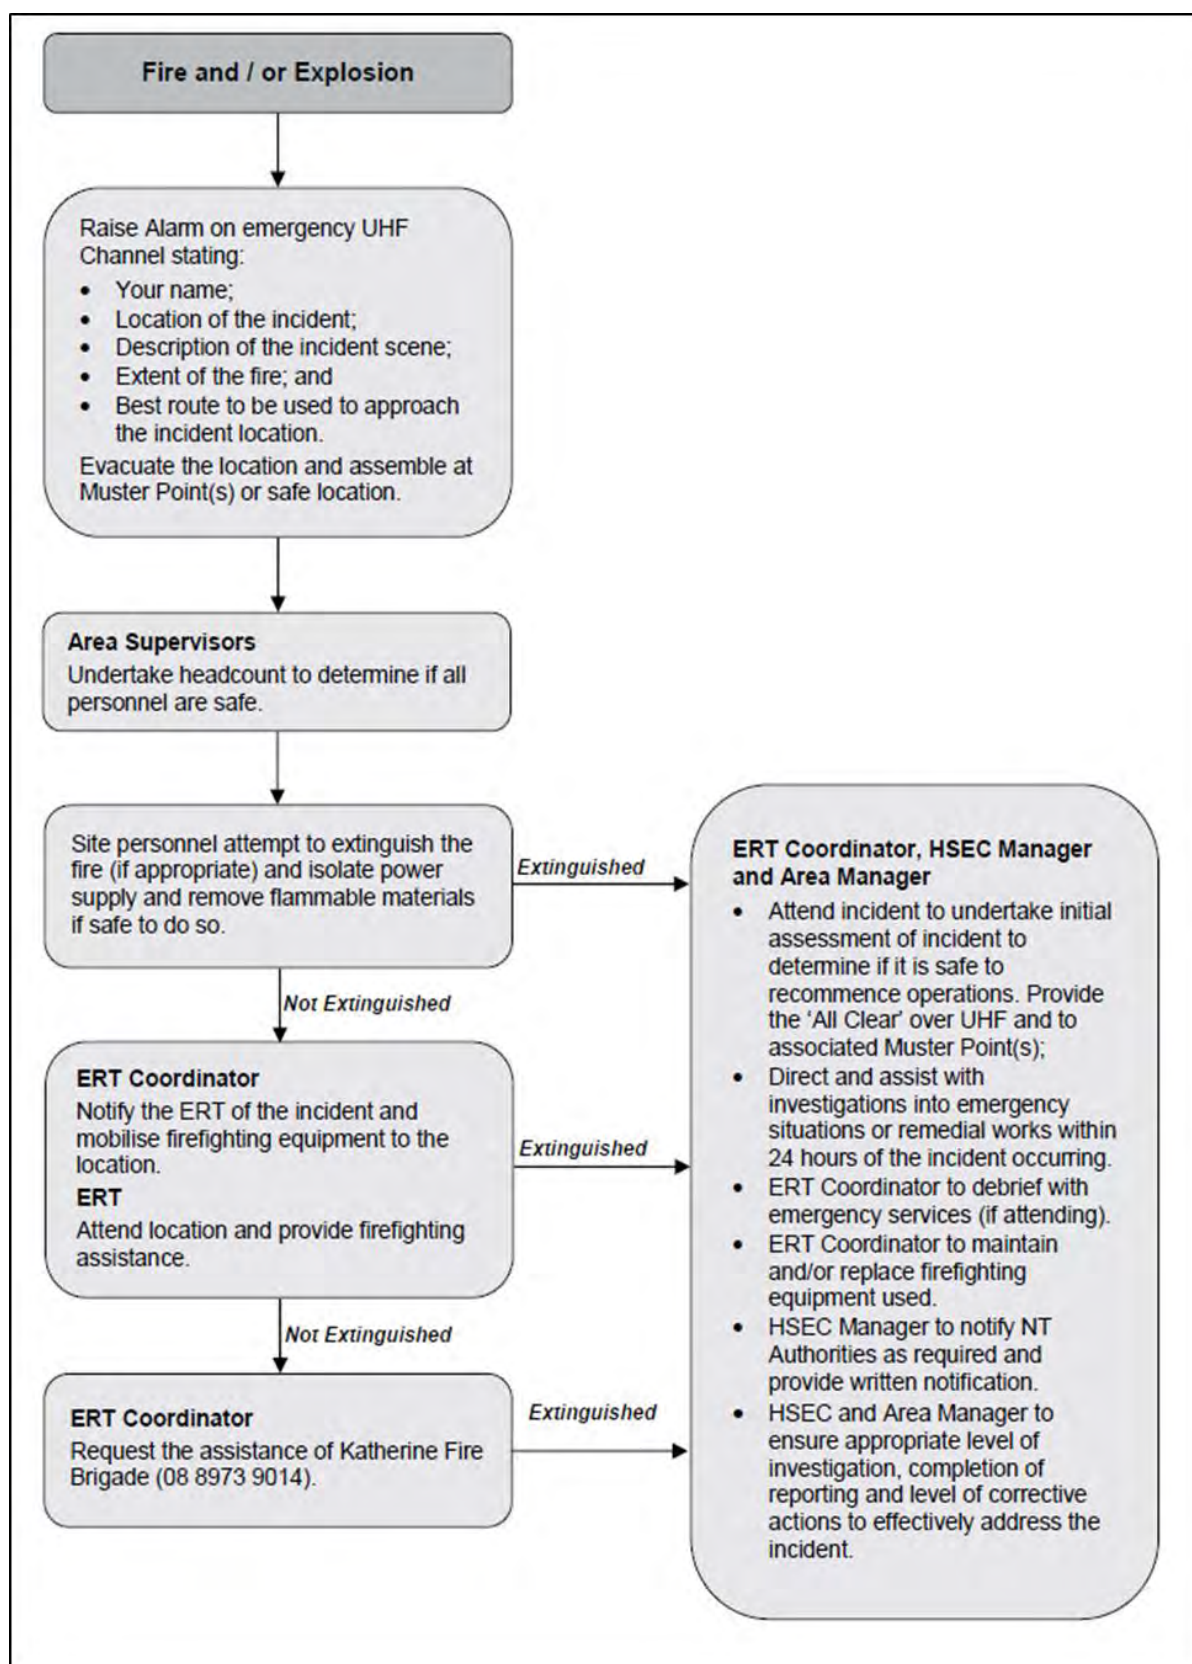 Fire and / or Explosion
Raise Alarm on emergency UHF
Channel stating:
• Your name;
• Location of the incident;
• Description of the incident scene;
• Extent of the fire; and
• Best route to be used to approach
the incident location.
Evacuate the location and assemble at
Muster Point(s) or safe location.
Area Supervisors
Undertake headcount to determine if all
personnel are safe.
Site personnel attempt to extinguish the
fire (if appropriate) and isolate power
supply and remove flammable materials
if safe to do so.
Extinguished
Not Extinguished
ERT Coordinator
Notify the ERT of the incident and
mobilise firefighting equipment to the
location.
ERT
Attend location and provide firefighting
assistance.
Extinguished
Not Extinguished
ERT Coordinator
Request the assistance of Katherine Fire
Brigade (08 8973 9014).
Extinguished
ERT Coordinator, HSEC Manager
and Area Manager
• Attend incident to undertake initial
assessment of incident to
determine if it is safe to
recommence operations. Provide
the ‘All Clear’ over UHF and to
associated Muster Point(s);
• Direct and assist with
investigations into emergency
situations or remedial works within
24 hours of the incident occurring.
• ERT Coordinator to debrief with
emergency services (if attending).
• ERT Coordinator to maintain
and/or replace firefighting
equipment used.
• HSEC Manager to notify NT
Authorities as required and
provide written notification.
• HSEC and Area Manager to
ensure appropriate level of
investigation, completion of
reporting and level of corrective
actions to effectively address the
incident.